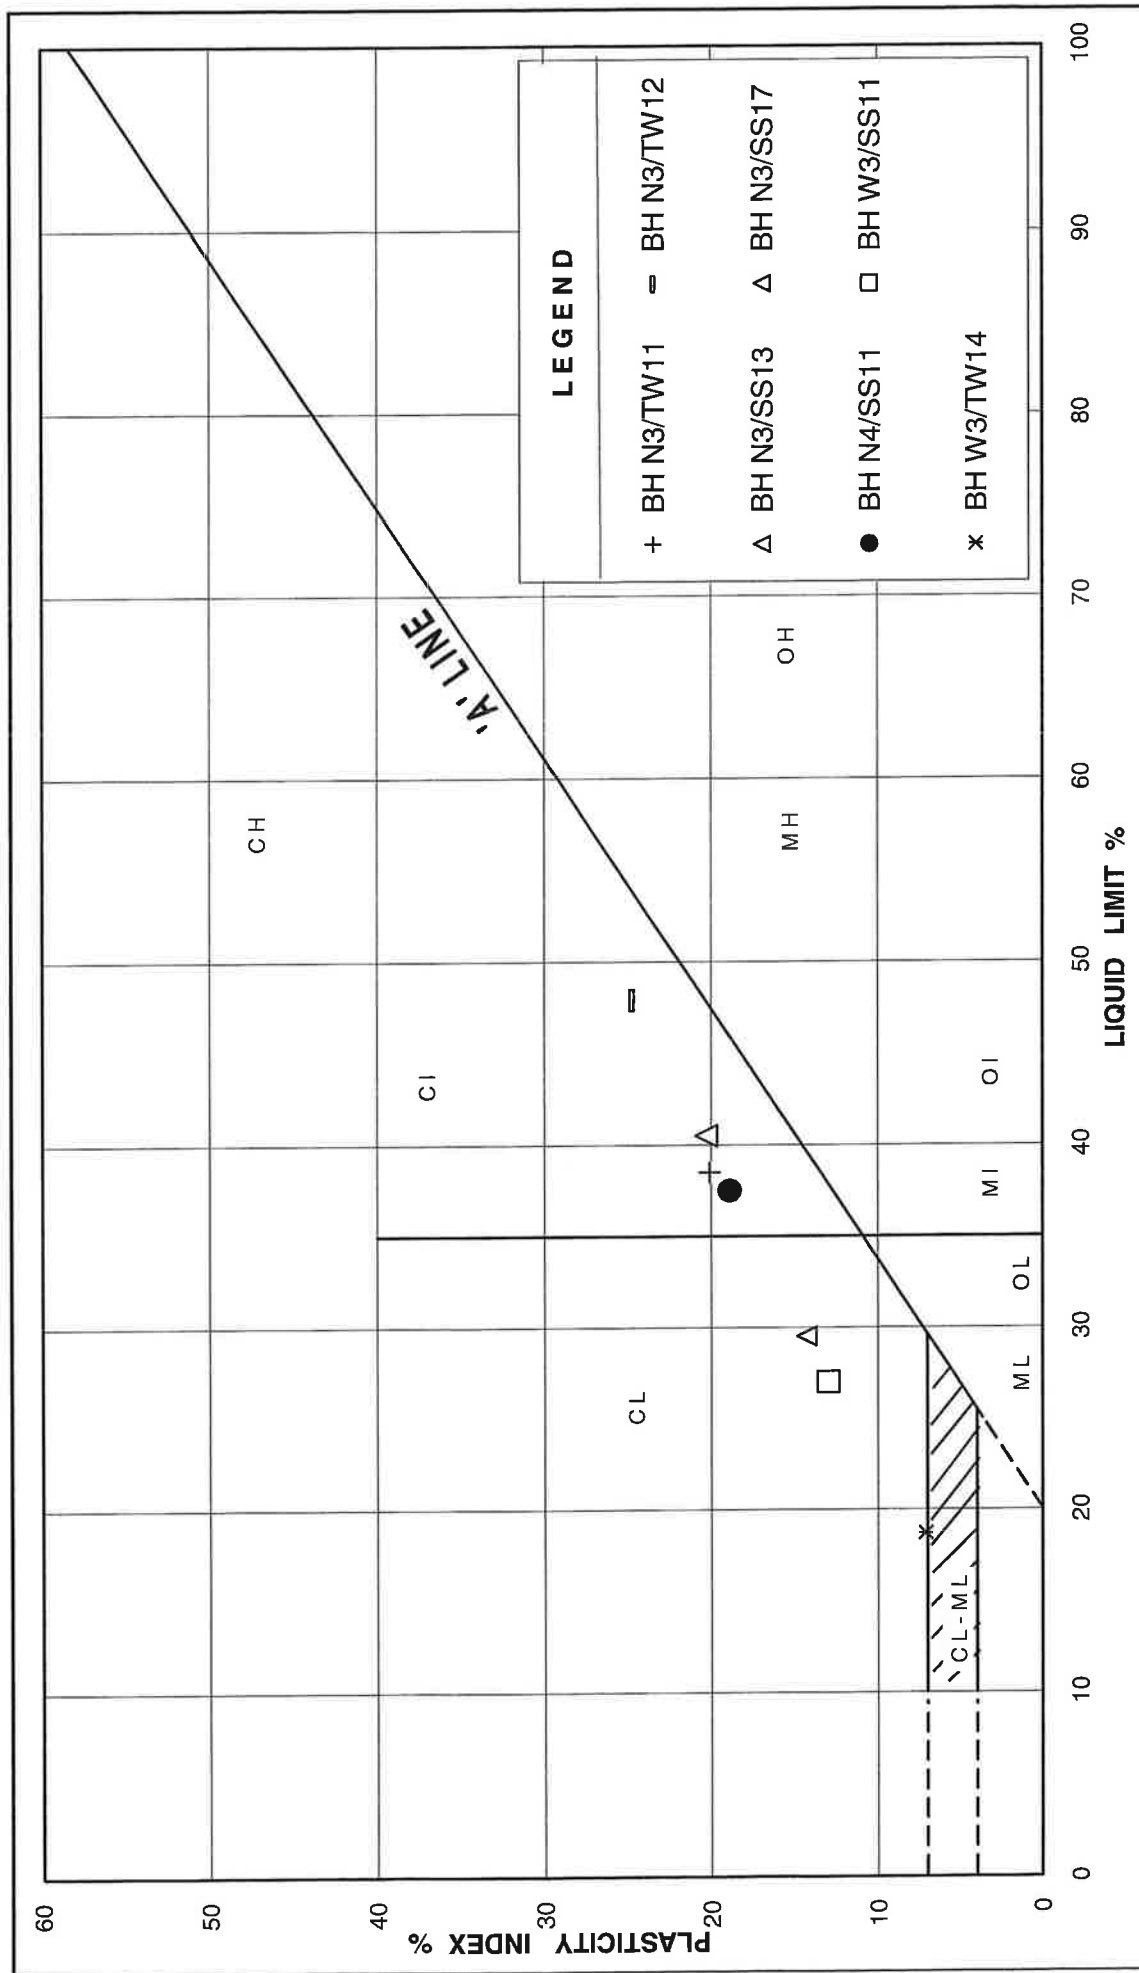 PLASTICITY INDEX %
60
50
40
30
20
10
0
CH
'A' LINE
CI
CL
MH
OH
CL-ML
ML
OL
MI
OI
LEGEND
+ BH N3/TW11
BH N3/TW12
△ BH N3/SS13
△ BH N3/SS17
● BH N4/SS11
□ BH W3/SS11
BH W3/TW14
0
10
20
30
40
50
60
70
80
90
100
LIQUID LIMIT %